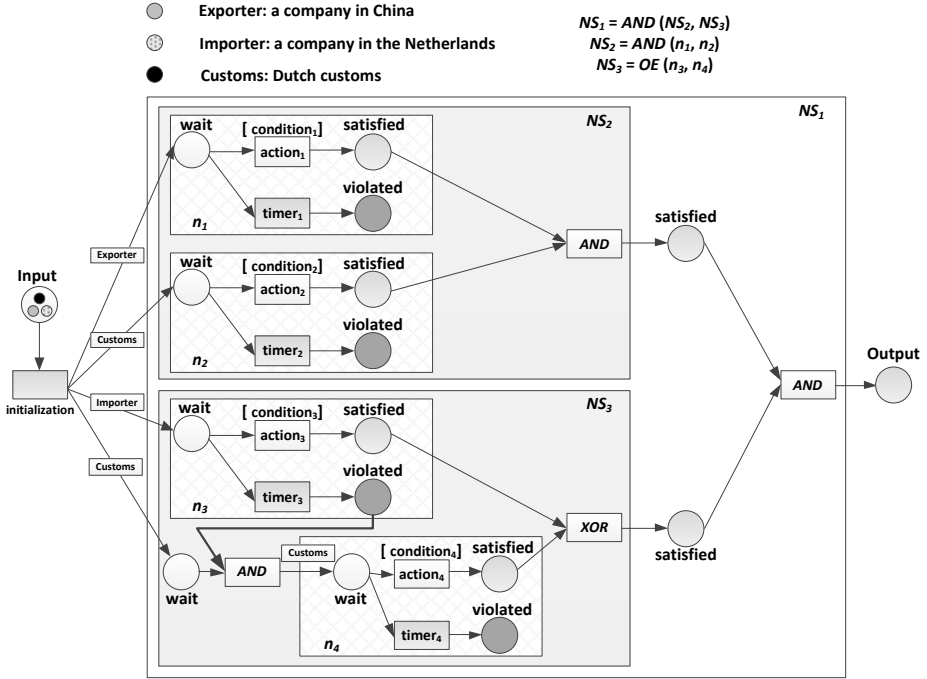 Exporter: a company in China
Importer: a company in the Netherlands
Customs: Dutch customs
NS₁ = AND (NS₂, NS₃)
NS₂ = AND (n₁, n₂)
NS₃ = OE (n₃, n₄)
NS₁
NS₂
wait
[ condition₁]
satisfied
action₁
violated
timer₁
n₁
Exporter
AND
satisfied
wait
[ condition₂]
satisfied
action₂
violated
timer₂
n₂
Input
Customs
initialization
Output
AND
NS₃
Importer
wait
[ condition₃]
satisfied
action₃
violated
timer₃
n₃
Customs
XOR
satisfied
wait
AND
Customs
wait
[ condition₄]
satisfied
action₄
violated
timer₄
n₄